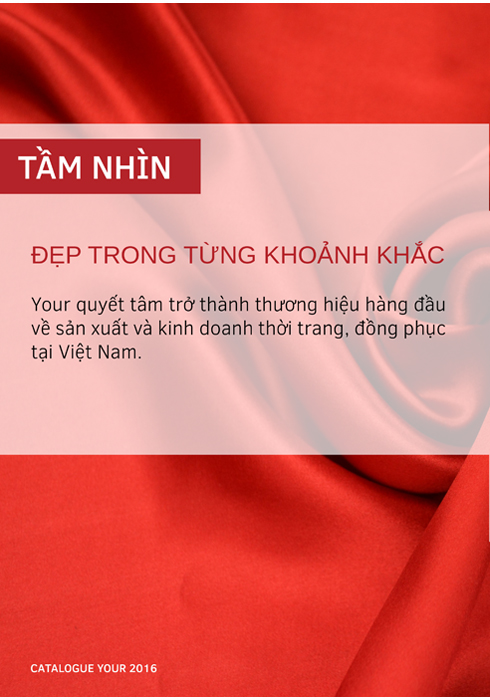 TẦM NHÌN
ĐẸP TRONG TỪNG KHOẢNH KHẮC
Your quyết tâm trở thành thương hiệu hàng đầu
về sản xuất và kinh doanh thời trang, đồng phục
tại Việt Nam.
CATALOGUE YOUR 2016